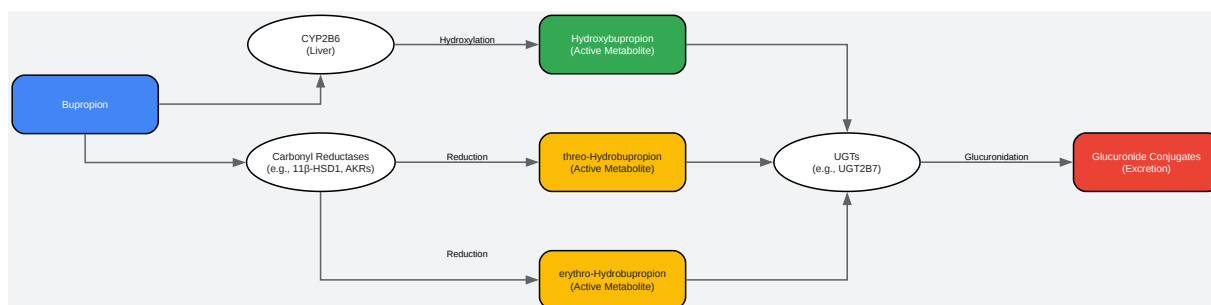 CYP2B6
(Liver)
Hydroxylation
Hydroxybupropion
(Active Metabolite)
Bupropion
Carbonyl Reductases
(e.g., 11β-HSD1, AKRs)
Reduction
threo-Hydrobupropion
(Active Metabolite)
UGTs
(e.g., UGT2B7)
Glucuronidation
Glucuronide Conjugates
(Excretion)
Reduction
erythro-Hydrobupropion
(Active Metabolite)